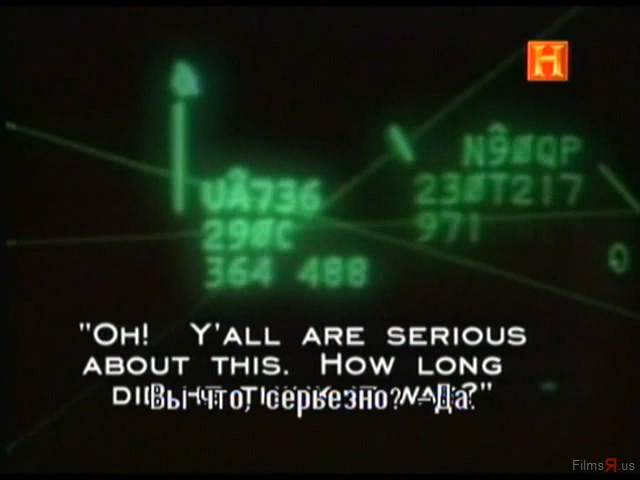 H
N90QP
230T217
971
UA736
290C
364 488
"OH! Y'ALL ARE SERIOUS
ABOUT THIS. HOW LONG
Вы что, серьезно? - Да.
FilmsЯ.us